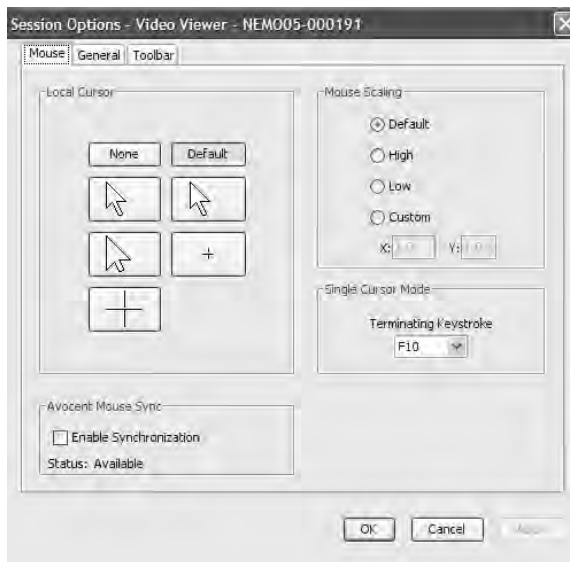 Session Options - Video Viewer - NEMO05-000191
Mouse General Toolbar
Local Cursor
None Default
Mouse Scaling
Default
High
Low
Custom
X: Y:
Single Cursor Mode
Terminating Keystroke
F10
Avocent Mouse Sync
Enable Synchronization
Status: Available
OK Cancel